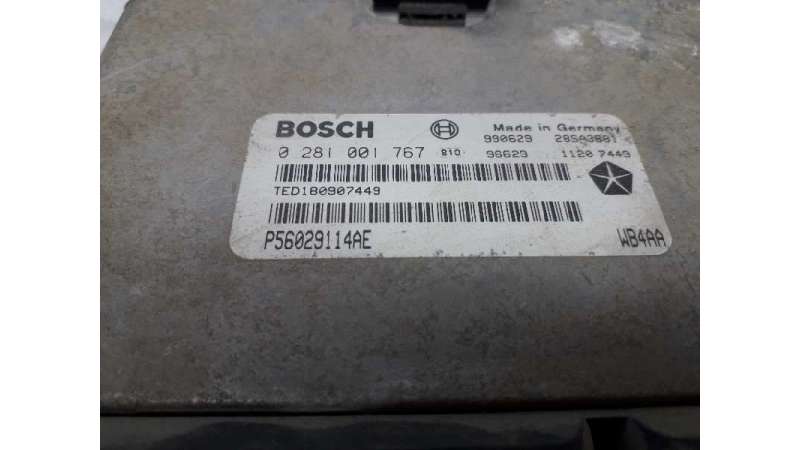 BOSCH Made in Germany
990629 28SA3881
0 281 001 767 810 99629 1120 7449
TED180907449
P56029114AE WB4AA